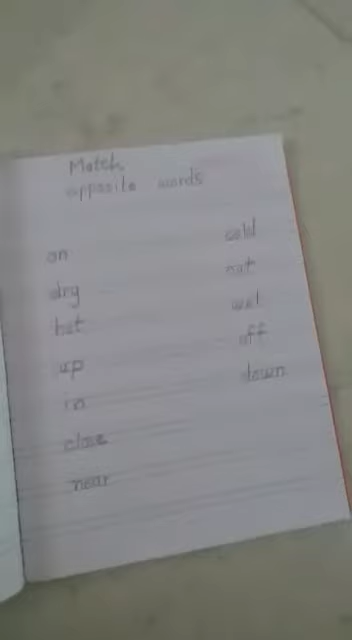 Match
opposite words
on
cold
dry
out
hot
wet
up
off
in
down
close
near